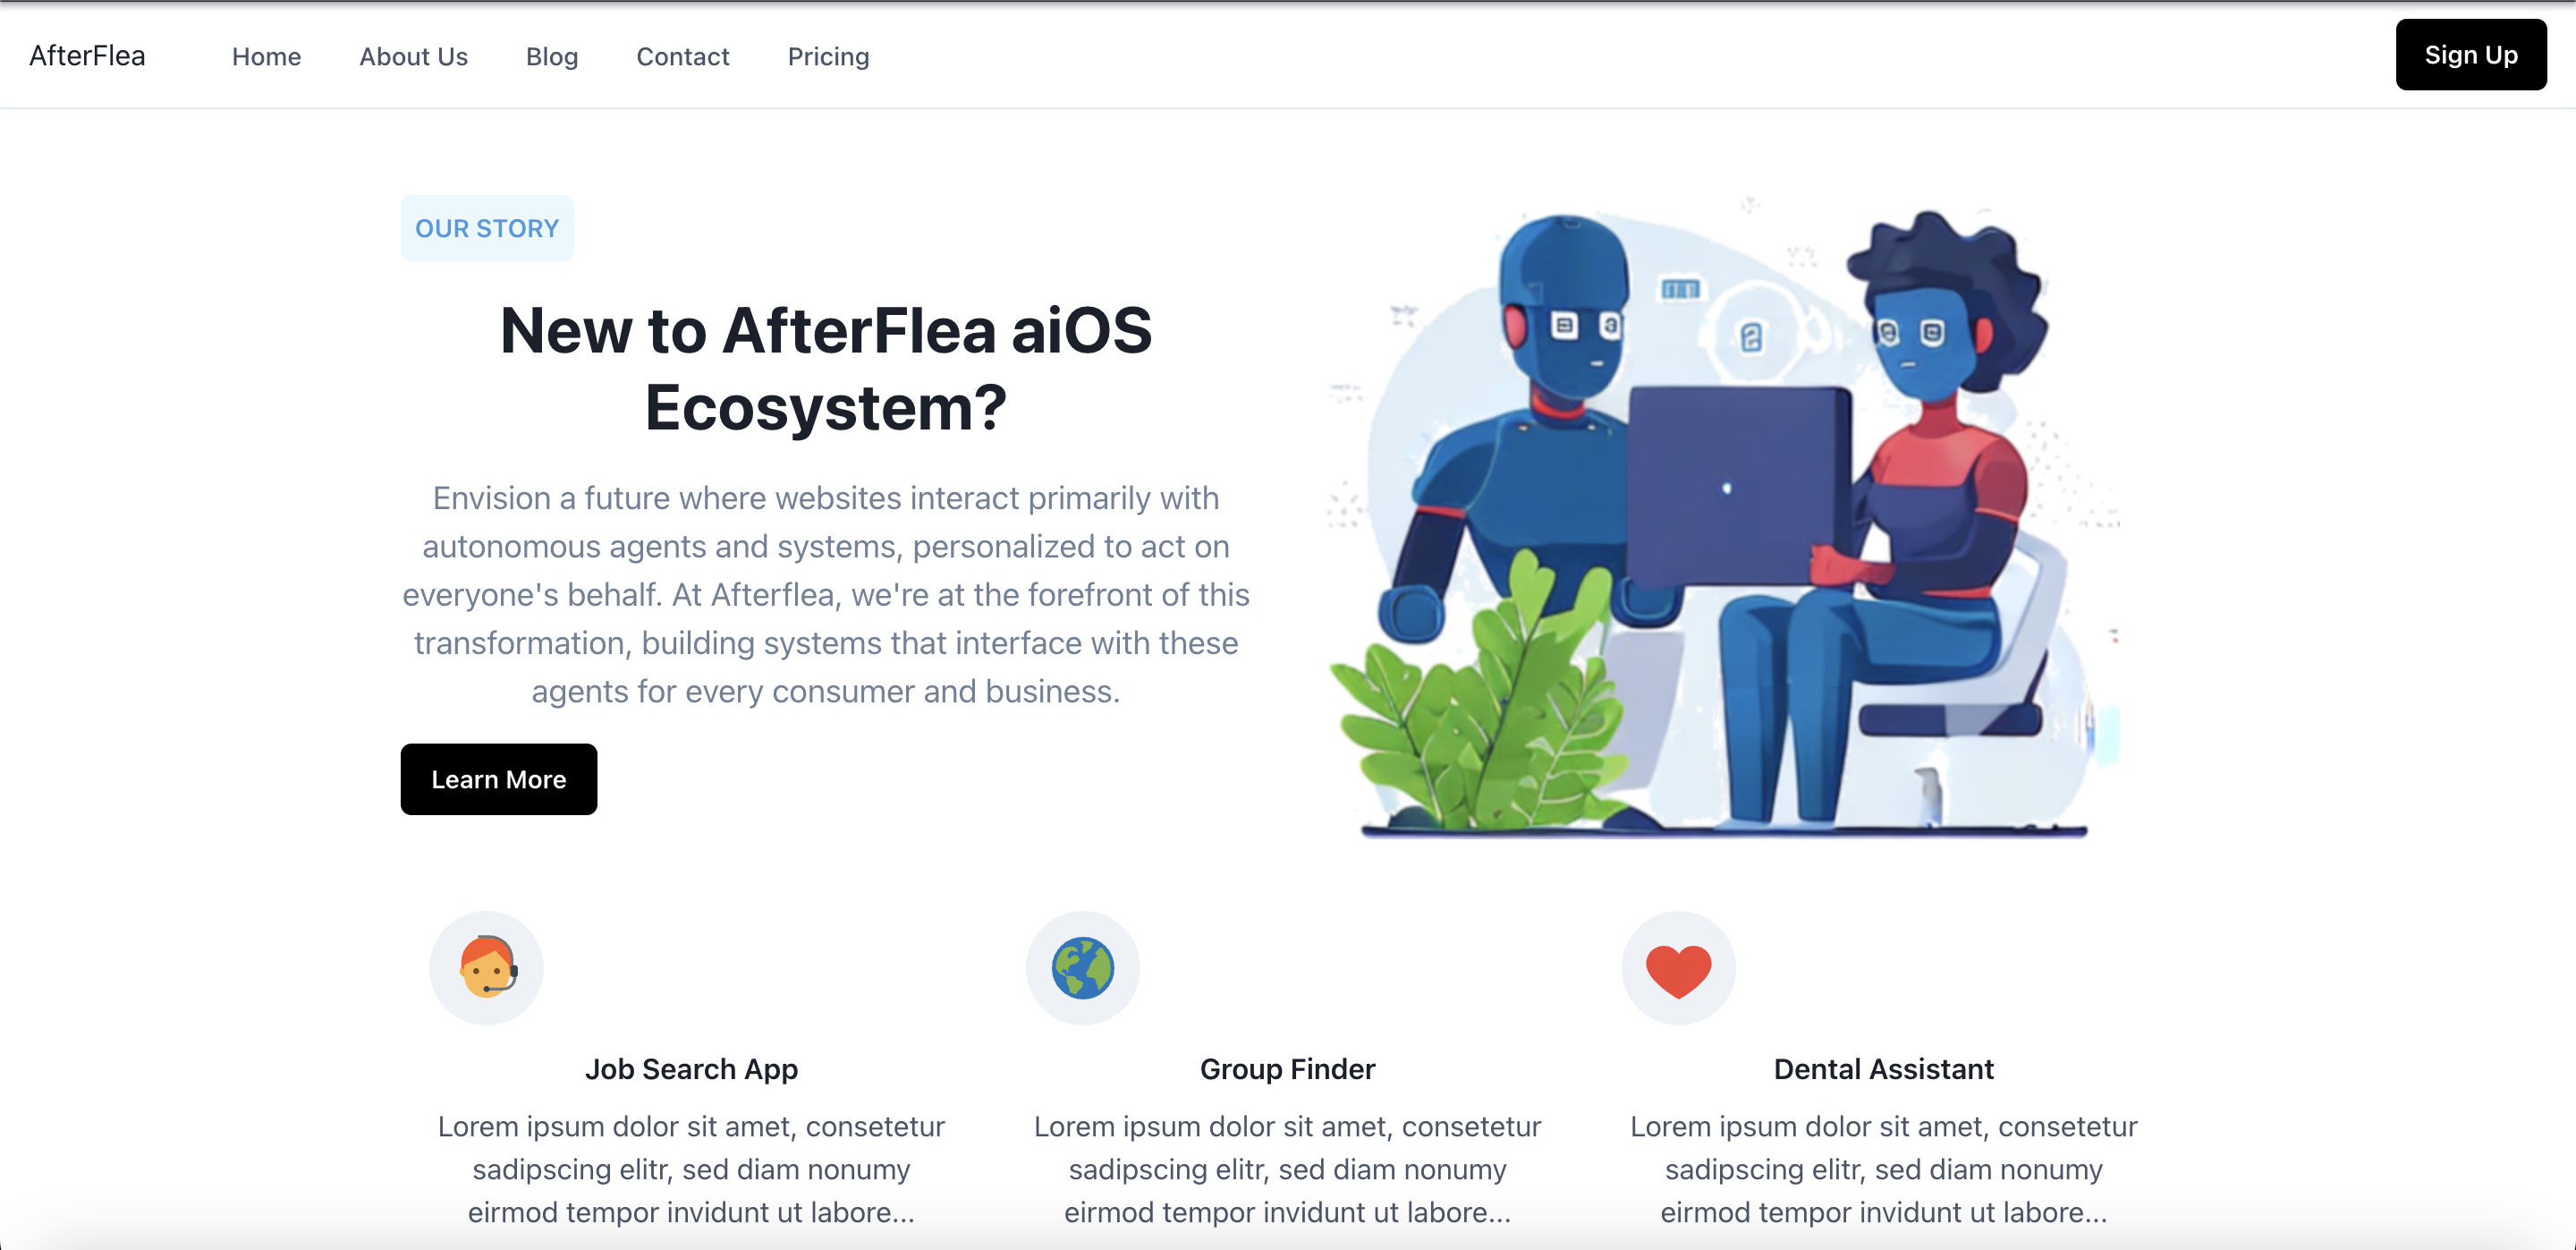 AfterFlea
Home
About Us
Blog
Contact
Pricing
Sign Up
OUR STORY
New to AfterFlea aiOS
Ecosystem?
Envision a future where websites interact primarily with
autonomous agents and systems, personalized to act on
everyone's behalf. At Afterflea, we're at the forefront of this
transformation, building systems that interface with these
agents for every consumer and business.
Learn More
Job Search App
Lorem ipsum dolor sit amet, consetetur
sadipscing elitr, sed diam nonumy
eirmod tempor invidunt ut labore...
Group Finder
Lorem ipsum dolor sit amet, consetetur
sadipscing elitr, sed diam nonumy
eirmod tempor invidunt ut labore...
Dental Assistant
Lorem ipsum dolor sit amet, consetetur
sadipscing elitr, sed diam nonumy
eirmod tempor invidunt ut labore...